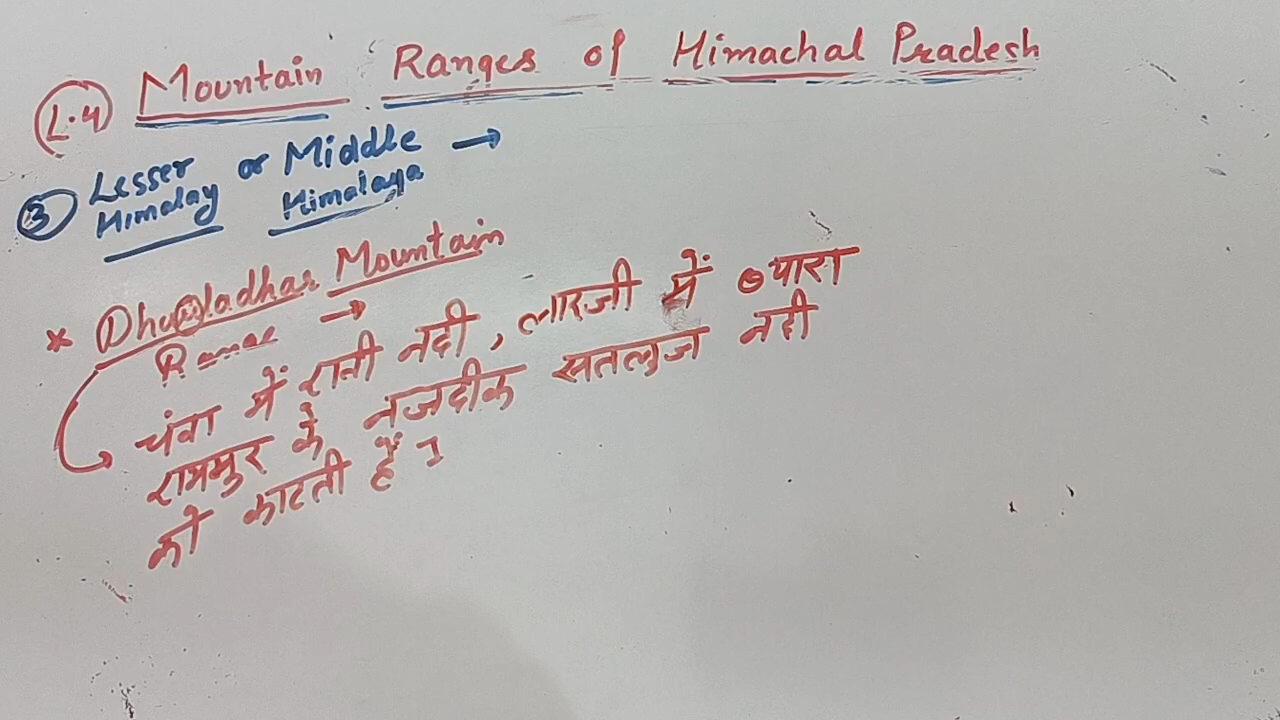 L.4 Mountain Ranges of Himachal Pradesh
③ Lesser or Middle →
Himalay Himalaya
* Dhauladhar Mountain
Range →
चंबा में रावी नदी, लारजी में ब्यास
रामपुर के नजदीक सतलुज नदी
को काटती हैं।